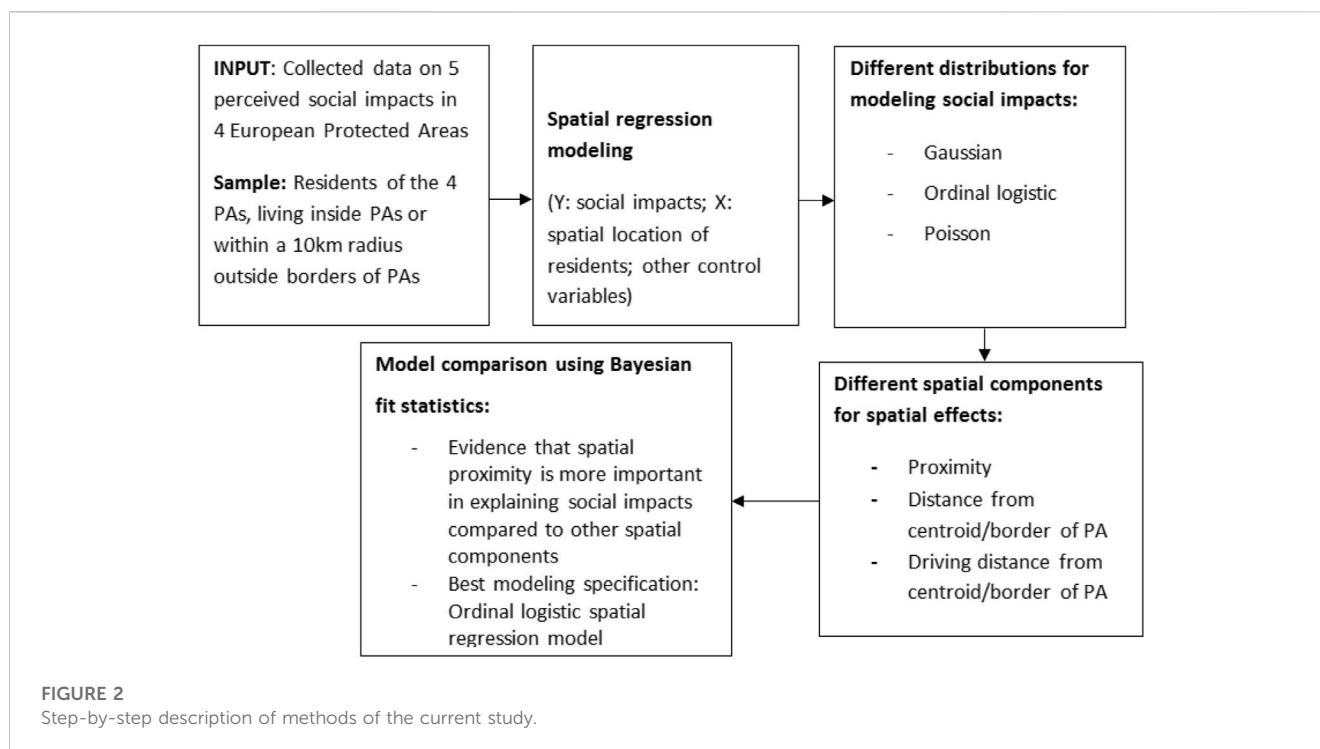 INPUT: Collected data on 5
perceived social impacts in
4 European Protected Areas
Sample: Residents of the 4
PAs, living inside PAs or
within a 10km radius
outside borders of PAs
Spatial regression
modeling
(Y: social impacts; X:
spatial location of
residents; other control
variables)
Different distributions for
modeling social impacts:
- Gaussian
- Ordinal logistic
- Poisson
Different spatial components
for spatial effects:
- Proximity
- Distance from
centroid/border of PA
- Driving distance from
centroid/border of PA
Model comparison using Bayesian
fit statistics:
- Evidence that spatial
proximity is more important
in explaining social impacts
compared to other spatial
components
- Best modeling specification:
Ordinal logistic spatial
regression model
FIGURE 2
Step-by-step description of methods of the current study.